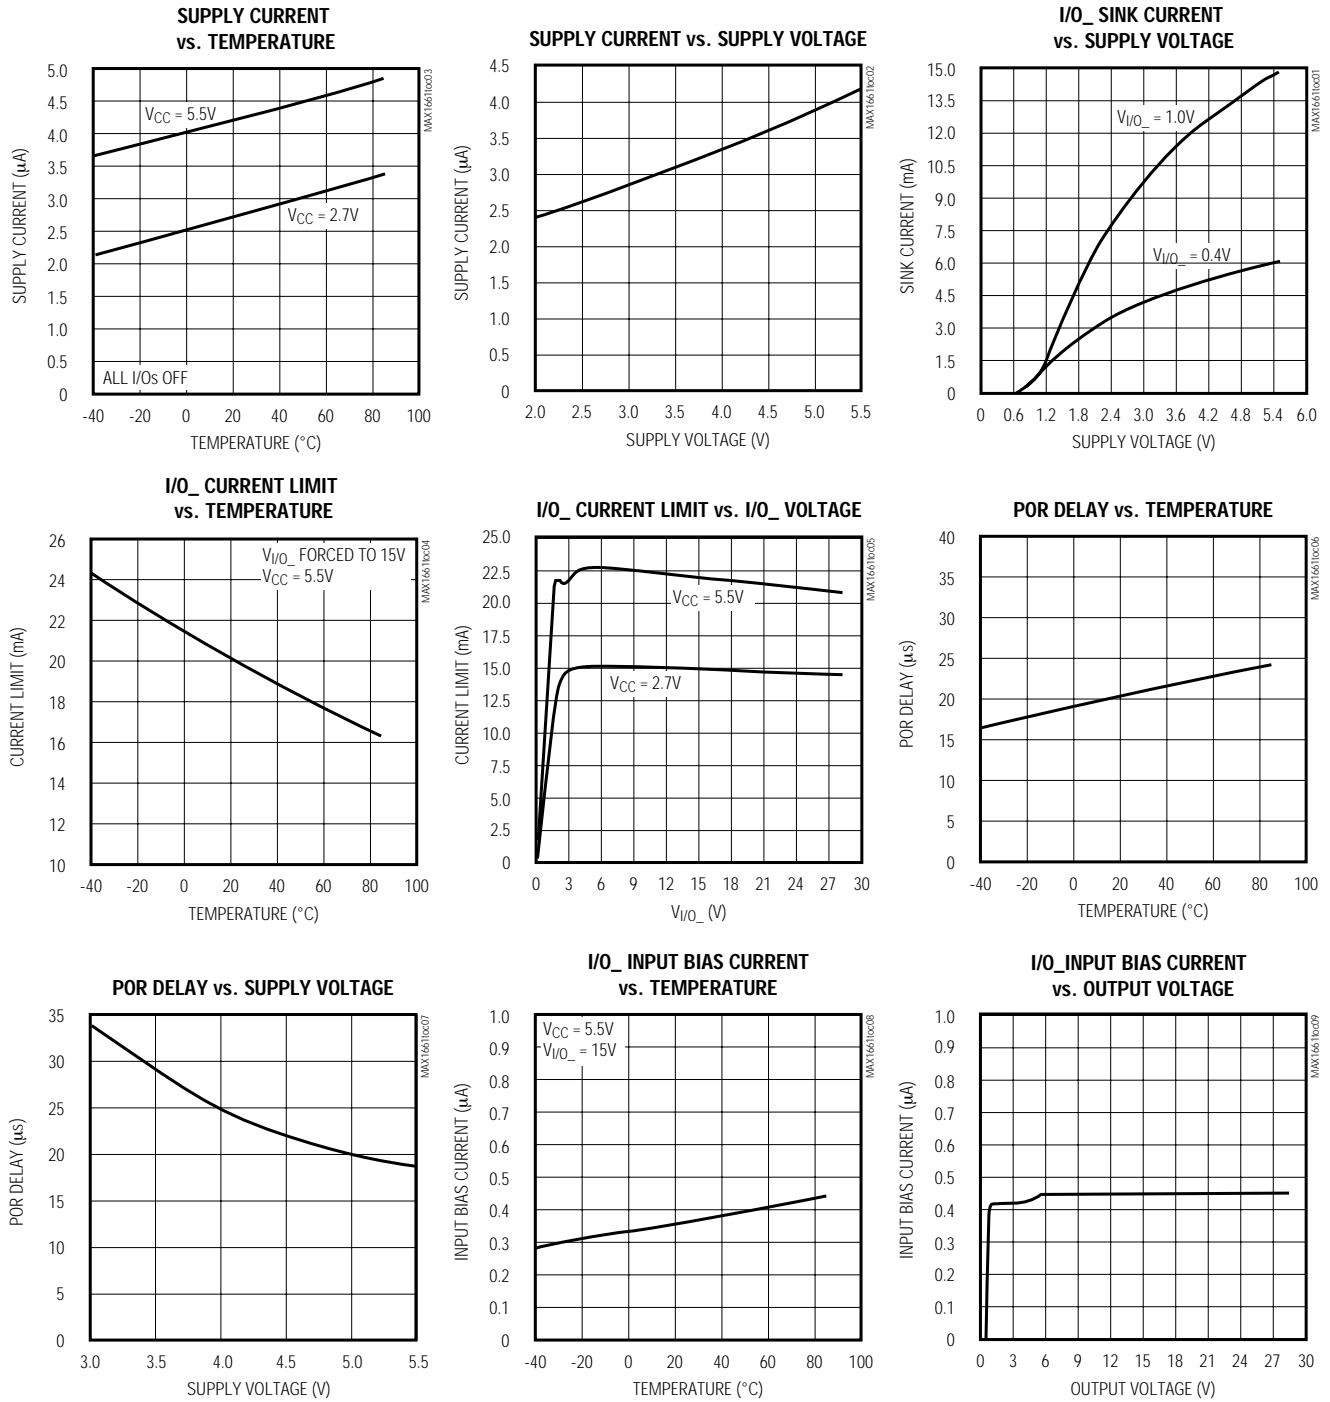 SUPPLY CURRENT
vs. TEMPERATURE
5.0
4.5
4.0
3.5
3.0
2.5
2.0
1.5
1.0
0.5
0
SUPPLY CURRENT (μA)
VCC = 5.5V
VCC = 2.7V
ALL I/Os OFF
MAX1661toc03
-40 -20 0 20 40 60 80 100
TEMPERATURE (°C)
SUPPLY CURRENT vs. SUPPLY VOLTAGE
4.5
4.0
3.5
3.0
2.5
2.0
1.5
1.0
0.5
0
SUPPLY CURRENT (μA)
MAX1661toc02
2.0 2.5 3.0 3.5 4.0 4.5 5.0 5.5
SUPPLY VOLTAGE (V)
I/O_ SINK CURRENT
vs. SUPPLY VOLTAGE
15.0
13.5
12.0
10.5
9.0
7.5
6.0
4.5
3.0
1.5
0
SINK CURRENT (mA)
VI/O_ = 1.0V
VI/O_ = 0.4V
MAX1661toc01
0 0.6 1.2 1.8 2.4 3.0 3.6 4.2 4.8 5.4 6.0
SUPPLY VOLTAGE (V)
I/O_ CURRENT LIMIT
vs. TEMPERATURE
26
24
22
20
18
16
14
12
10
CURRENT LIMIT (mA)
VI/O_ FORCED TO 15V
VCC = 5.5V
MAX1661toc04
-40 -20 0 20 40 60 80 100
TEMPERATURE (°C)
I/O_ CURRENT LIMIT vs. I/O_ VOLTAGE
25.0
22.5
20.0
17.5
15.0
12.5
10.0
7.5
5.0
2.5
0
CURRENT LIMIT (mA)
VCC = 5.5V
VCC = 2.7V
MAX1661toc05
0 3 6 9 12 15 18 21 24 27 30
VI/O_ (V)
POR DELAY vs. TEMPERATURE
40
35
30
25
20
15
10
5
0
POR DELAY (μs)
MAX1661toc06
-40 -20 0 20 40 60 80 100
TEMPERATURE (°C)
POR DELAY vs. SUPPLY VOLTAGE
35
30
25
20
15
10
5
0
POR DELAY (μs)
MAX1661toc07
3.0 3.5 4.0 4.5 5.0 5.5
SUPPLY VOLTAGE (V)
I/O_ INPUT BIAS CURRENT
vs. TEMPERATURE
1.0
0.9
0.8
0.7
0.6
0.5
0.4
0.3
0.2
0.1
0
INPUT BIAS CURRENT (μA)
VCC = 5.5V
VI/O_ = 15V
MAX1661toc08
-40 -20 0 20 40 60 80 100
TEMPERATURE (°C)
I/O_INPUT BIAS CURRENT
vs. OUTPUT VOLTAGE
1.0
0.9
0.8
0.7
0.6
0.5
0.4
0.3
0.2
0.1
0
INPUT BIAS CURRENT (μA)
MAX1661toc09
0 3 6 9 12 15 18 21 24 27 30
OUTPUT VOLTAGE (V)